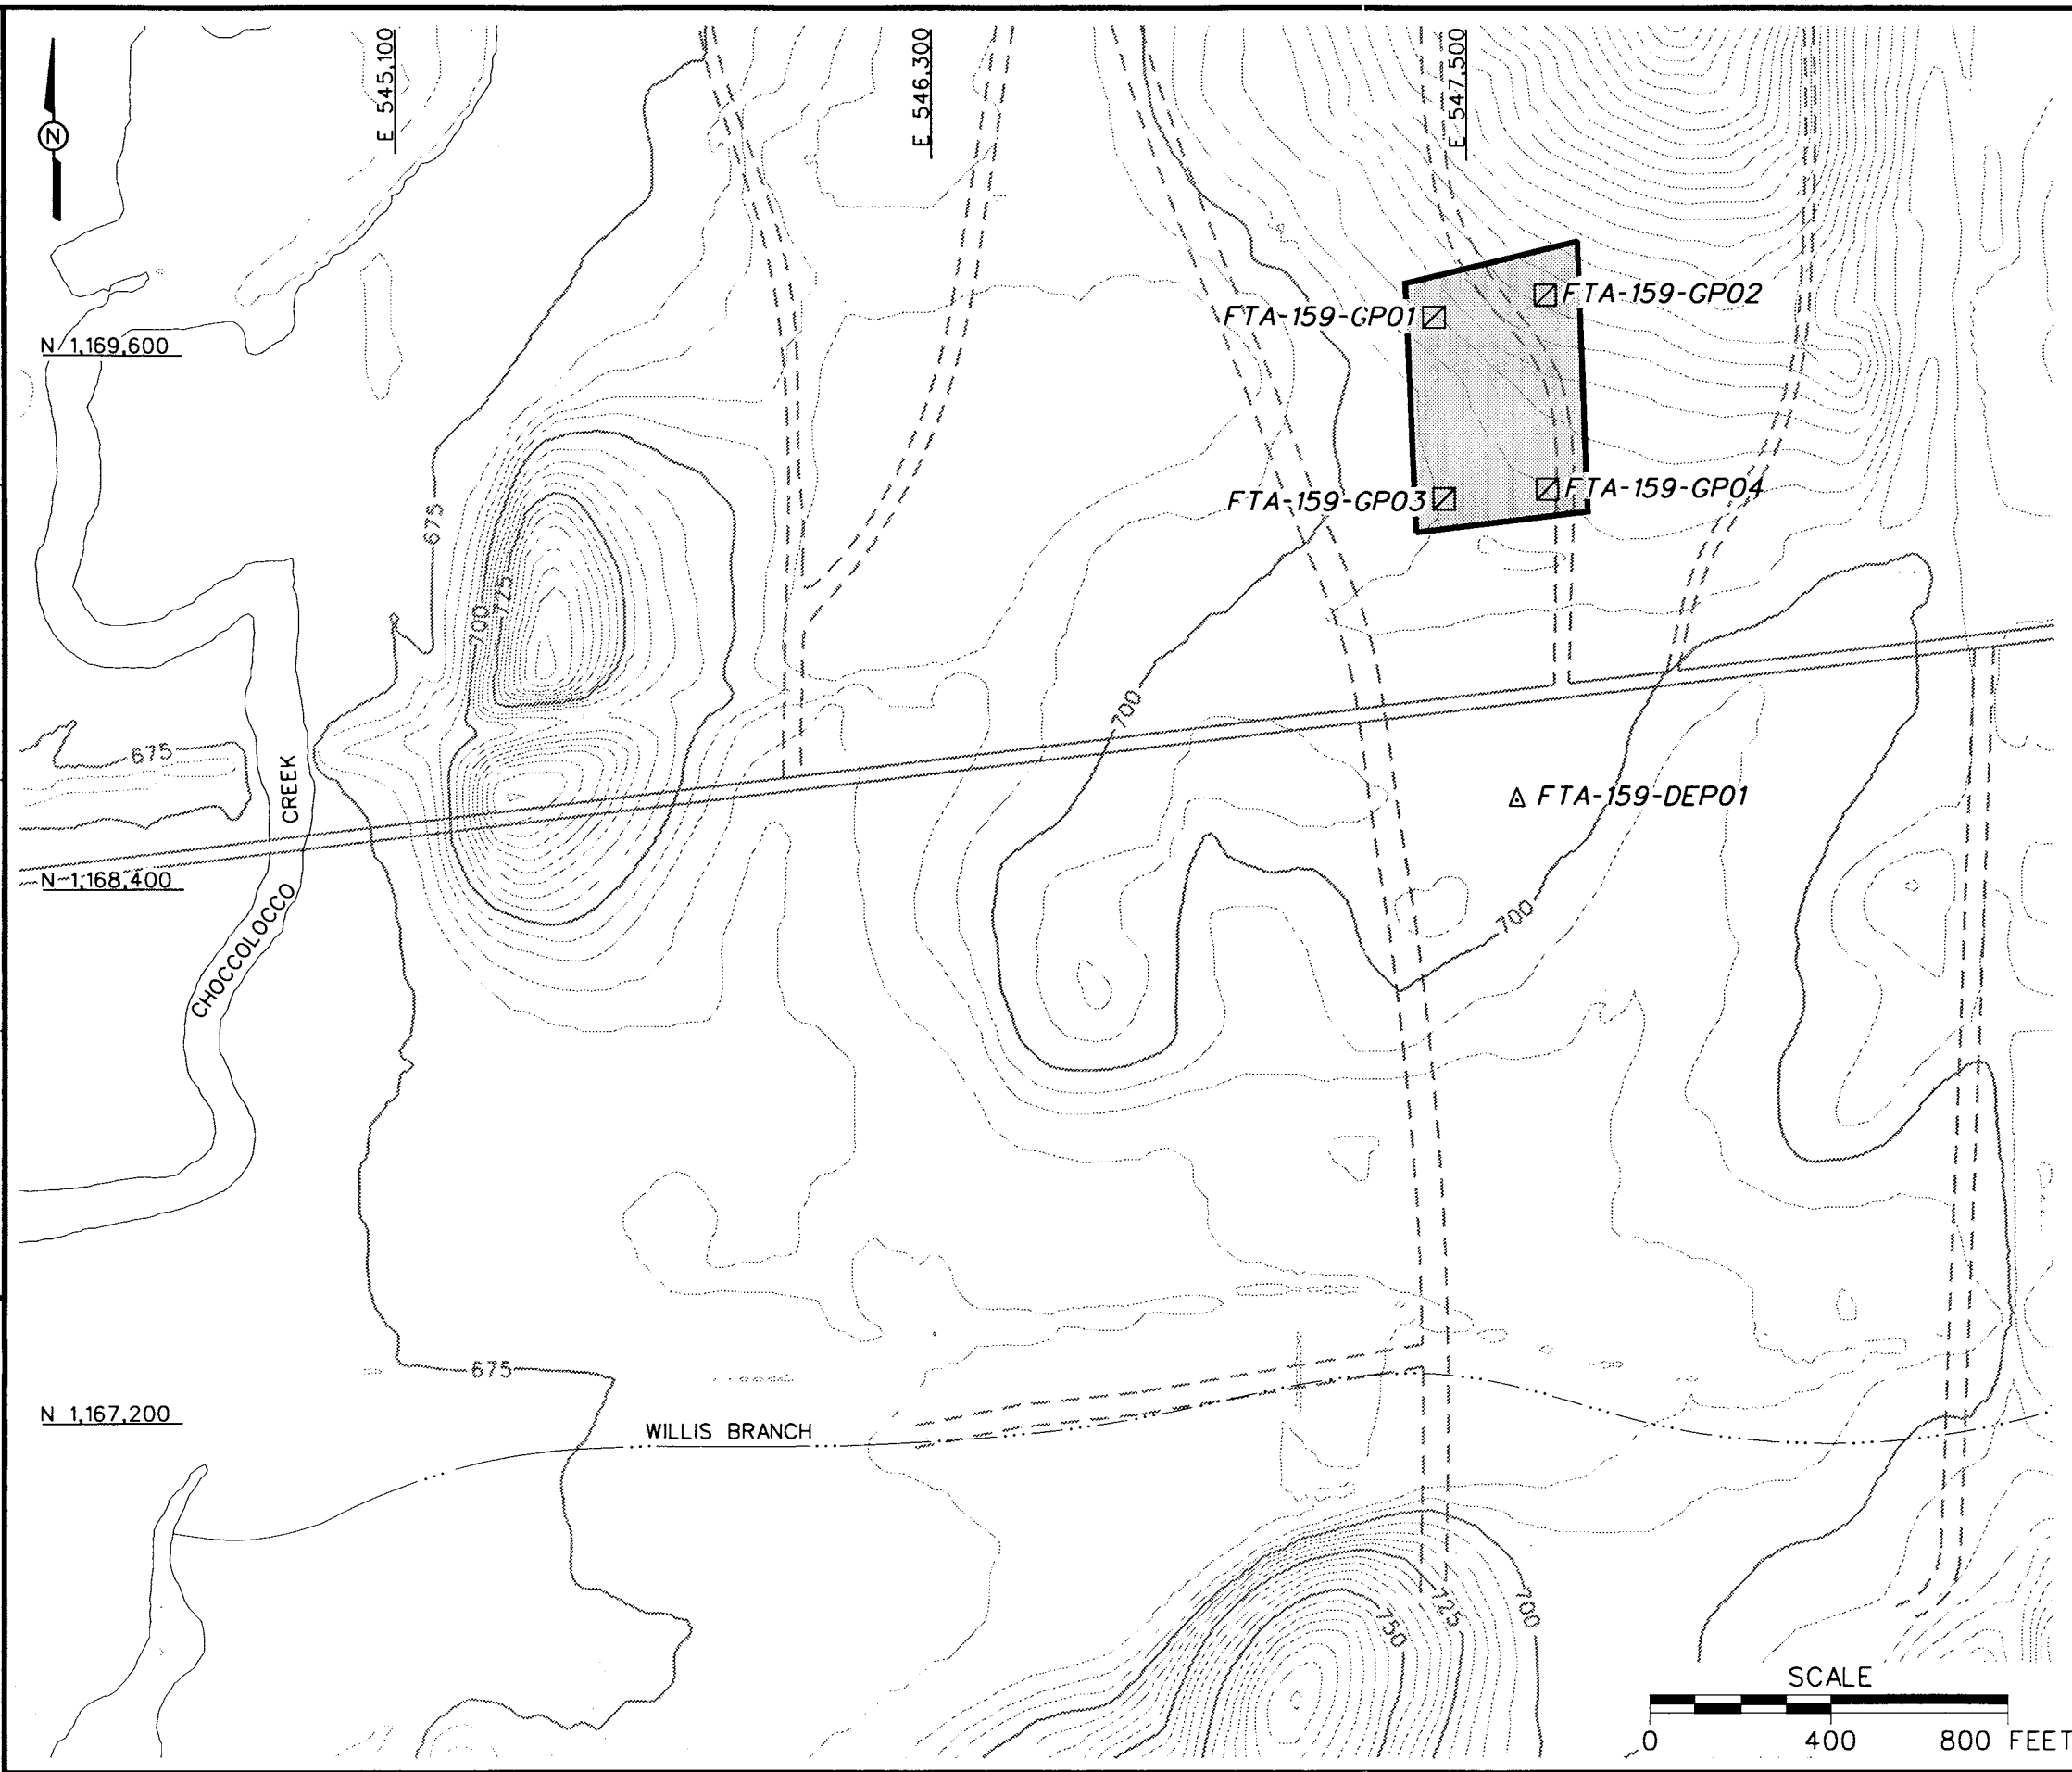 N
E 545,100
E 546,300
E 547,500
FTA-159-GP02
FTA-159-GP01
N 1,169,600
FTA-159-GP04
FTA-159-GP03
675
700
725
700
675
CREEK
FTA-159-DEP01
N 1,168,400
CHOCCOLOCCO
700
675
N 1,167,200
WILLIS BRANCH
750
725
700
SCALE
0 400 800 FEET